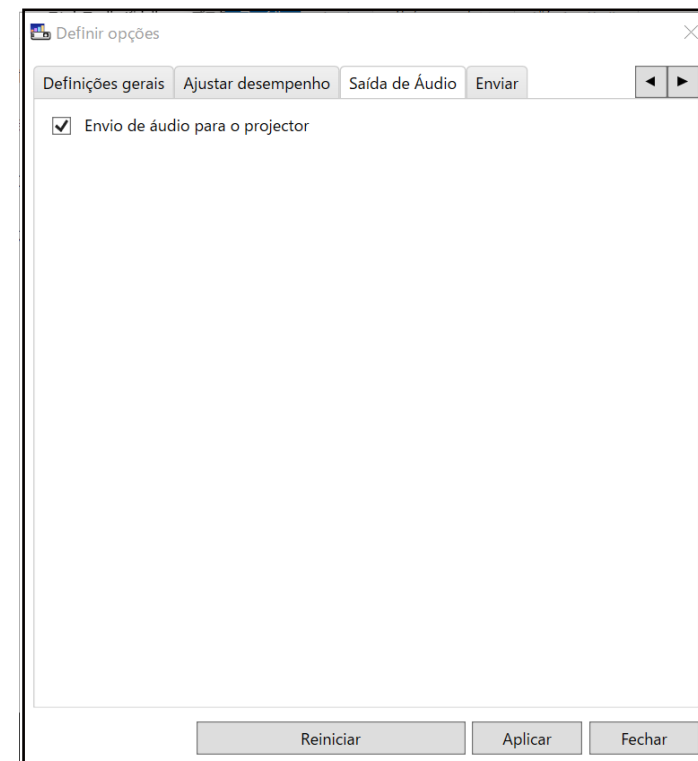 Definir opções
Definições gerais Ajustar desempenho Saída de Áudio Enviar
Envio de áudio para o projector
Reiniciar Aplicar Fechar